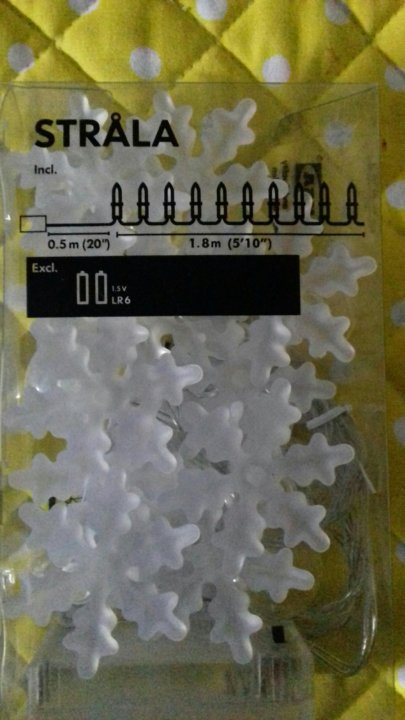 STRÅLA
Incl.
0.5 m (20")
1.8 m (5'10")
Excl.
1.5 V
LR6